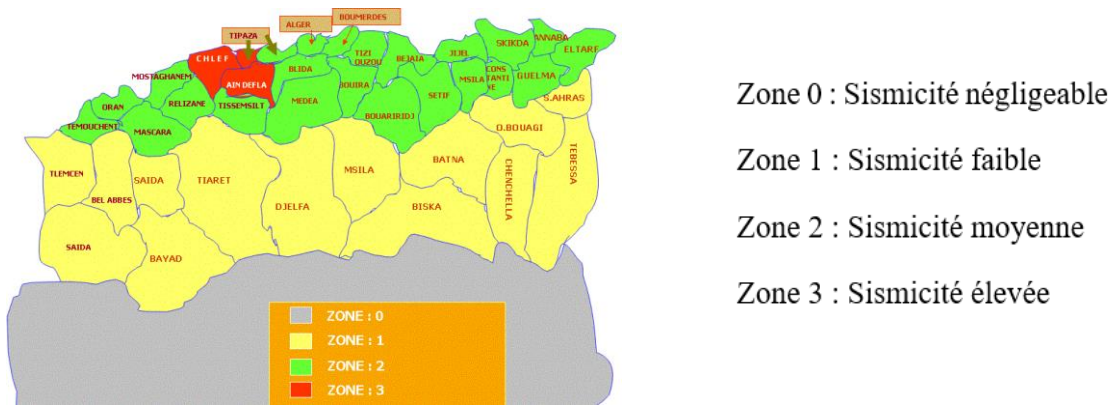 BOUMERDES
ALGER
TIPAZA
CHLEF
AIN DEFLA
MOSTAGHANEM
ORAN
RELIZANE
TISSEMSILT
TEMOUCHENT
MASCARA
BLIDA
MEDEA
TIZI
OUZOU
BOUIRA
BEJAIA
BOUARIRIDJ
SETIF
JIJEL
MSILA
CONS
TANTI
NE
SKIKDA
ANNABA
ELTARF
GUELMA
S.AHRAS
O.BOUAGI
TEBESSA
TLEMCEN
BEL ABBES
SAIDA
TIARET
DJELFA
MSILA
BATNA
BISKA
CHENCHELLA
SAIDA
BAYAD
ZONE : 0
ZONE : 1
ZONE : 2
ZONE : 3
Zone 0 : Sismicité négligeable
Zone 1 : Sismicité faible
Zone 2 : Sismicité moyenne
Zone 3 : Sismicité élevée